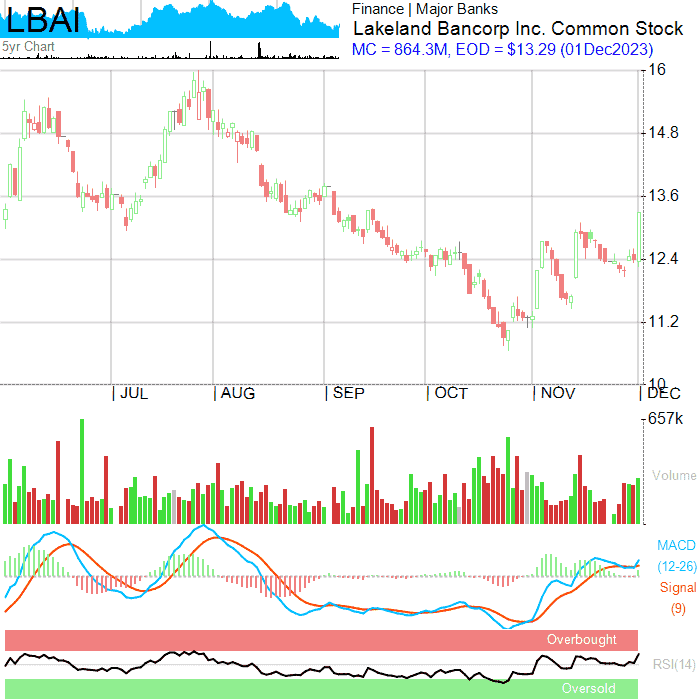 LBAI
5yr Chart
Finance | Major Banks
Lakeland Bancorp Inc. Common Stock
MC = 864.3M, EOD = $13.29 (01Dec2023)
16
14.8
13.6
12.4
11.2
10
JUL AUG SEP OCT NOV DEC
657k
Volume
MACD
(12-26)
Signal
(9)
Overbought
RSI(14)
Oversold